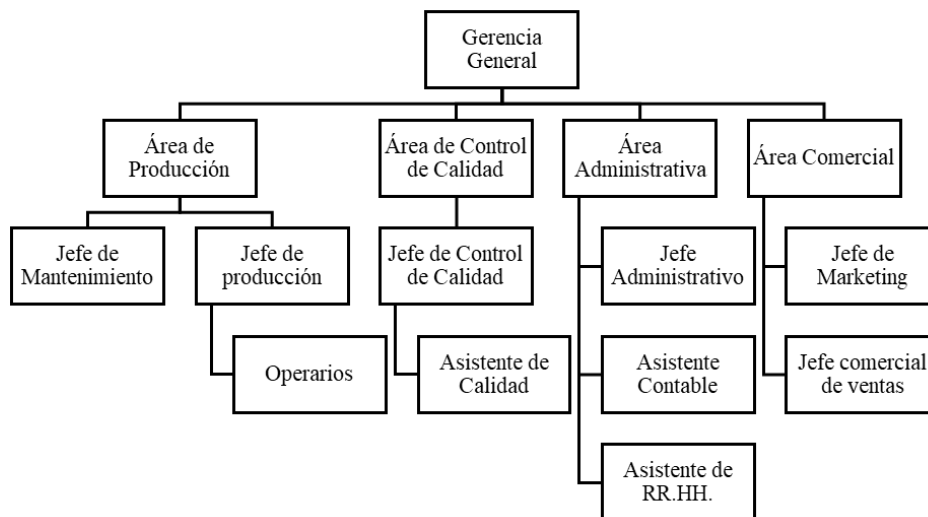 Gerencia
General
Área de
Producción
Área de Control
de Calidad
Área
Administrativa
Área Comercial
Jefe de
Mantenimiento
Jefe de
producción
Jefe de Control
de Calidad
Jefe
Administrativo
Jefe de
Marketing
Operarios
Asistente de
Calidad
Asistente
Contable
Jefe comercial
de ventas
Asistente de
RR.HH.